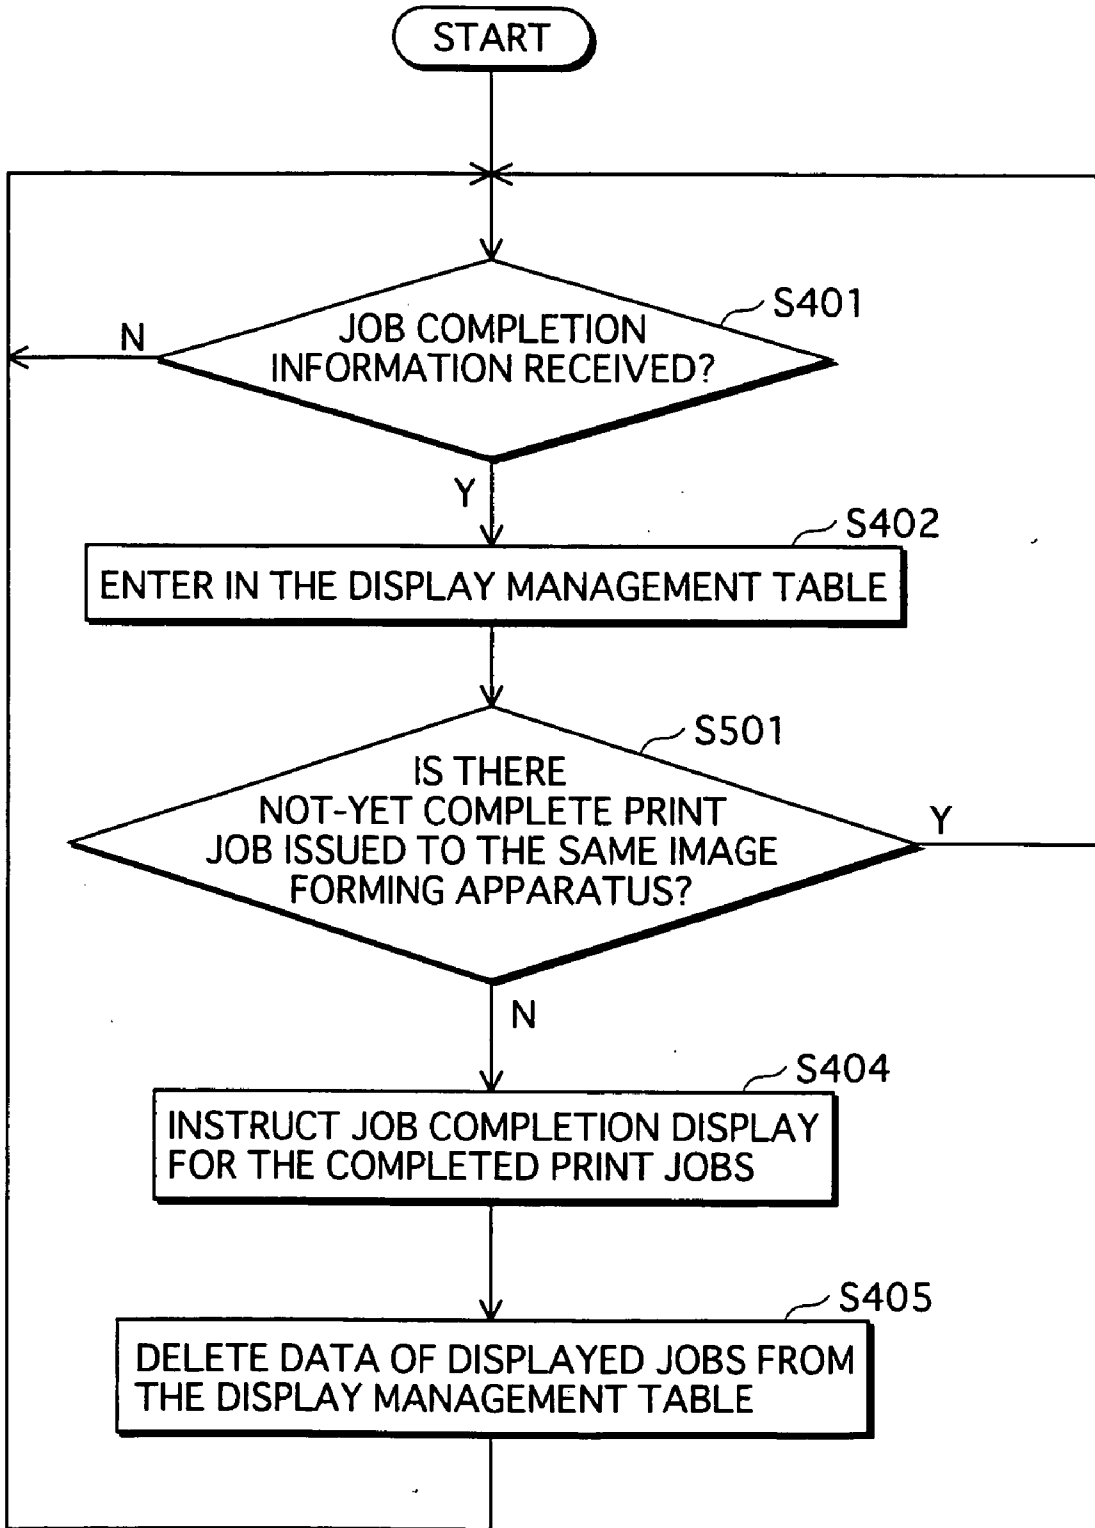 START
S401
N
JOB COMPLETION
INFORMATION RECEIVED?
Y
S402
ENTER IN THE DISPLAY MANAGEMENT TABLE
S501
IS THERE
NOT-YET COMPLETE PRINT
JOB ISSUED TO THE SAME IMAGE
FORMING APPARATUS?
Y
N
S404
INSTRUCT JOB COMPLETION DISPLAY
FOR THE COMPLETED PRINT JOBS
S405
DELETE DATA OF DISPLAYED JOBS FROM
THE DISPLAY MANAGEMENT TABLE